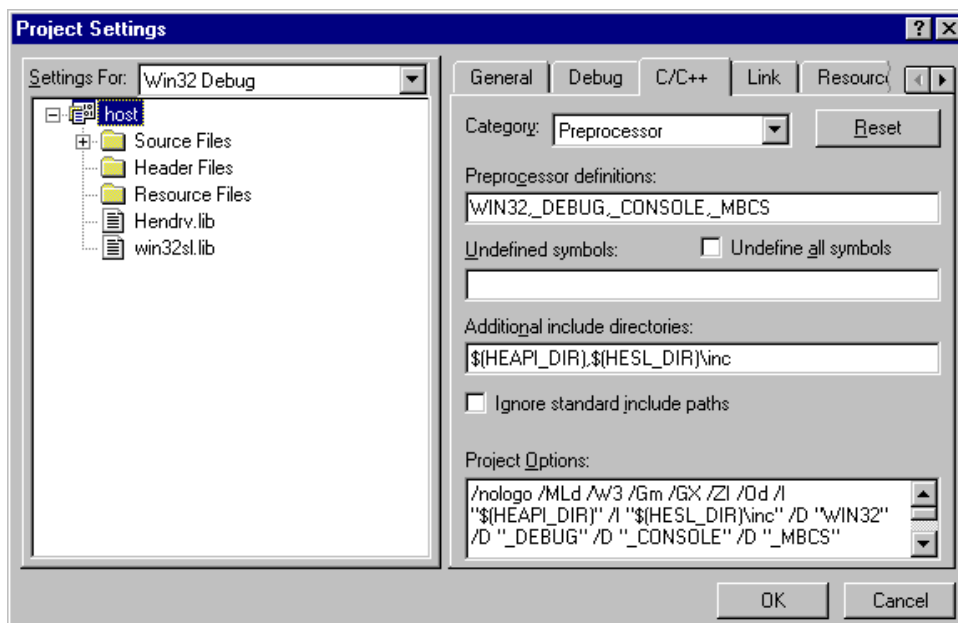 Project Settings
Settings For: Win32 Debug
host
Source Files
Header Files
Resource Files
Hendrv.lib
win32sl.lib
General Debug C/C++ Link Resource
Category: Preprocessor Reset
Preprocessor definitions:
WIN32,_DEBUG,_CONSOLE,_MBCS
Undefined symbols: Undefine all symbols
Additional include directories:
$(HEAPI_DIR),$(HESL_DIR)\inc
Ignore standard include paths
Project Options:
/nologo /MLd /W3 /Gm /GX /ZI /Od /I
"$(HEAPI_DIR)" /I "$(HESL_DIR)\inc" /D "WIN32"
/D "_DEBUG" /D "_CONSOLE" /D "_MBCS"
OK Cancel